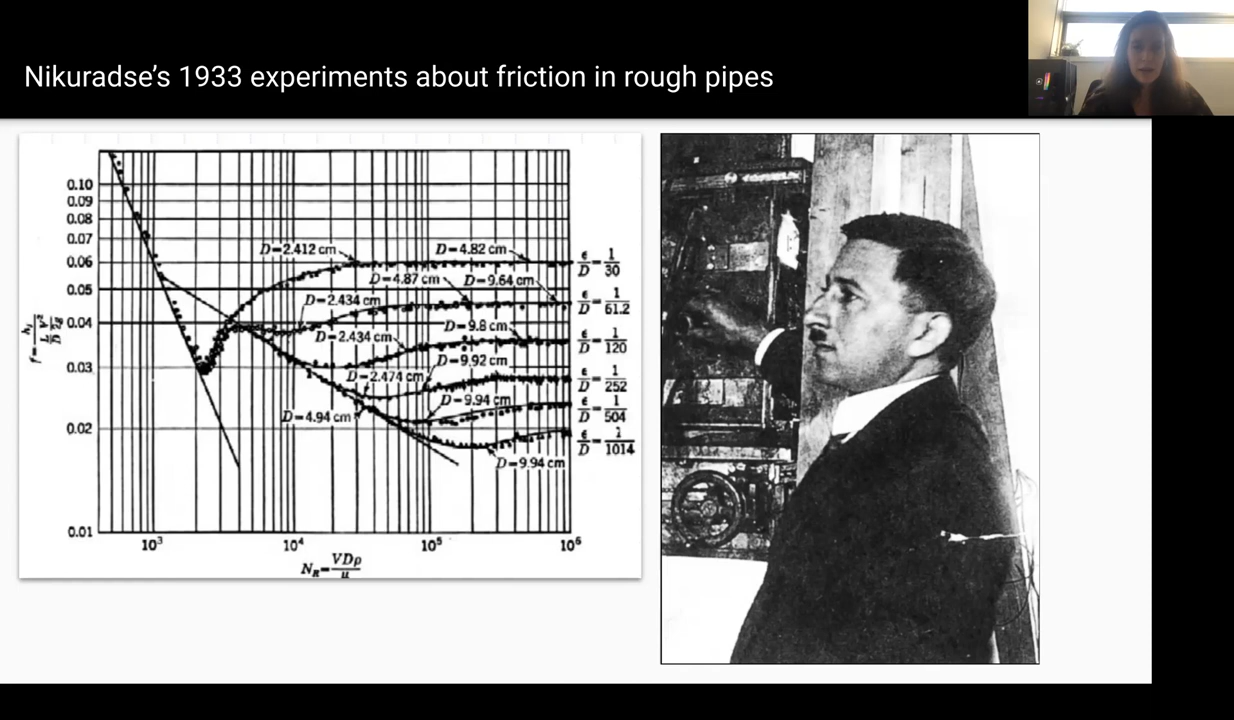 Nikuradse's 1933 experiments about friction in rough pipes
0.10
0.09
0.08
0.07
0.06
0.05
0.04
0.03
0.02
0.01
10³
10⁴
10⁵
10⁶
D=2.412 cm
D=4.82 cm
D=4.87 cm
D=9.64 cm
D=2.434 cm
D=9.8 cm
D=2.434 cm
D=9.92 cm
D=2.474 cm
D=9.94 cm
D=4.94 cm
D=9.94 cm
ϵ/D=1/30
ϵ/D=1/61.2
ϵ/D=1/120
ϵ/D=1/252
ϵ/D=1/504
ϵ/D=1/1014
N_R=VDρ/u